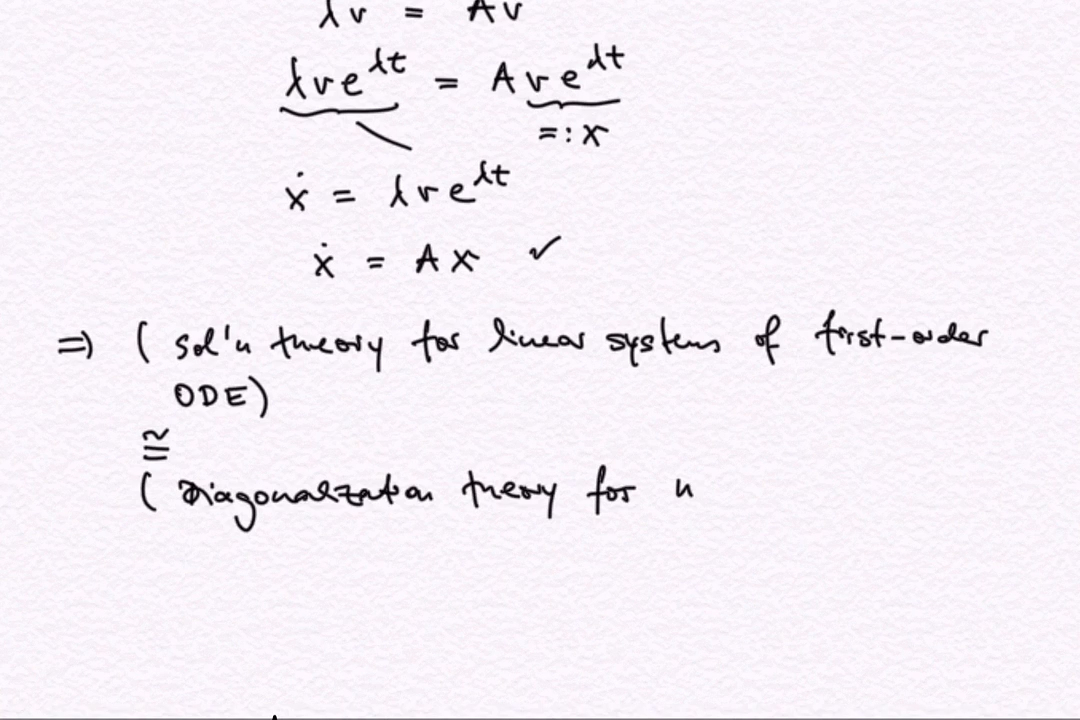 λv = Av
λve^{λt} = Ave^{λt}
=: x
ẋ = λve^{λt}
ẋ = Ax ✓
=> ( sol'n theory for linear systems of first-order
ODE)
≅
( Diagonalization theory for n